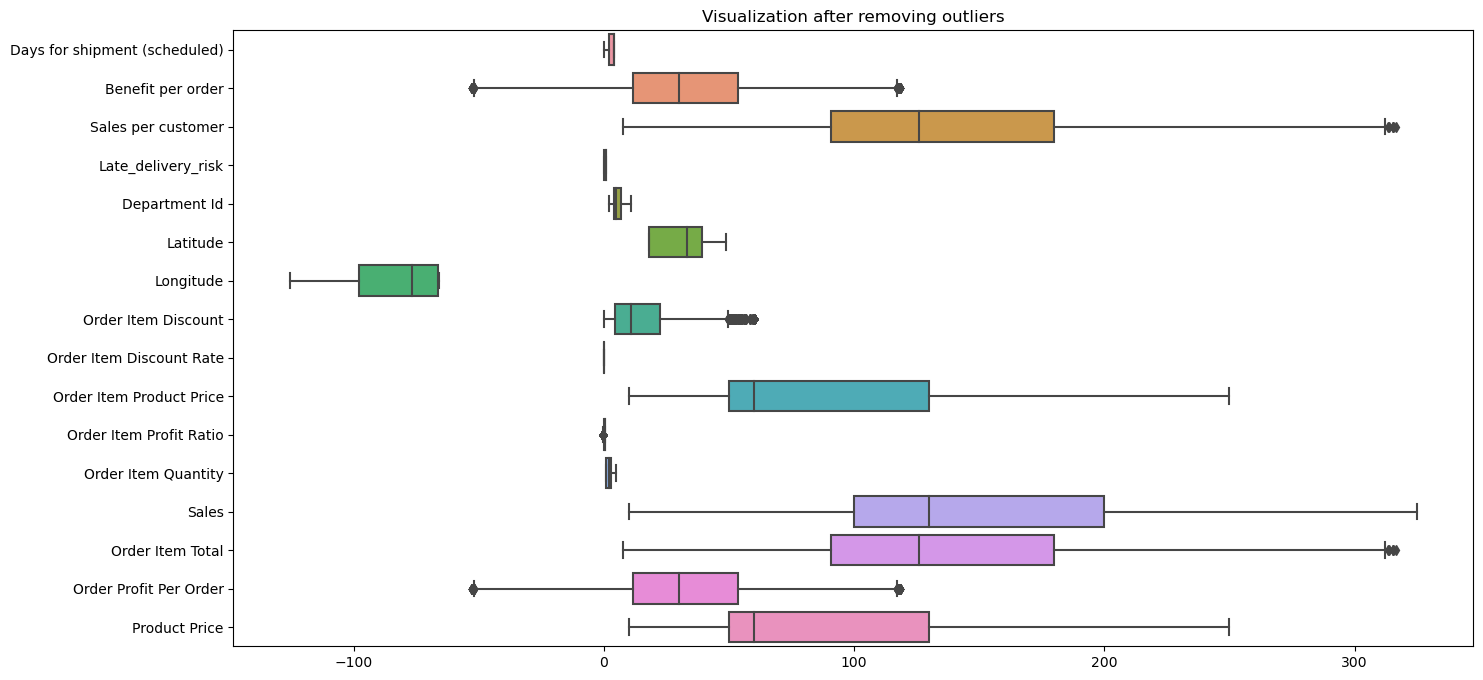 Visualization after removing outliers
Days for shipment (scheduled)
Benefit per order
Sales per customer
Late_delivery_risk
Department Id
Latitude
Longitude
Order Item Discount
Order Item Discount Rate
Order Item Product Price
Order Item Profit Ratio
Order Item Quantity
Sales
Order Item Total
Order Profit Per Order
Product Price
−100 0 100 200 300